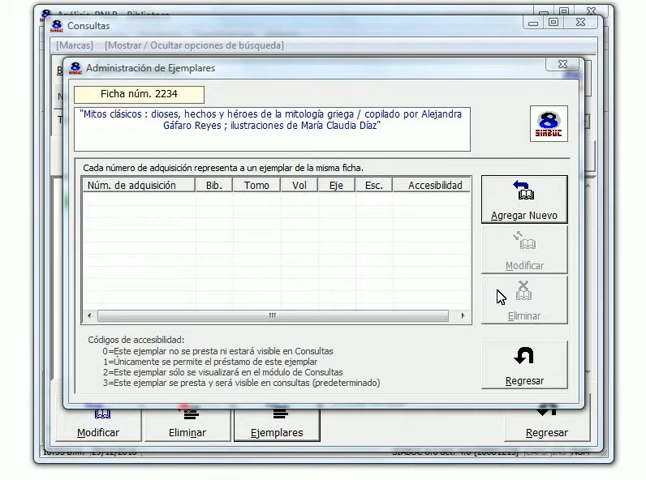 Consultas
[Marcas] [Mostrar / Ocultar opciones de búsqueda]
Administración de Ejemplares
Ficha núm. 2234
"Mitos clásicos : dioses, hechos y héroes de la mitología griega / copilado por Alejandra
Gáfaro Reyes ; ilustraciones de María Claudia Díaz"
8
SIABUC
Cada número de adquisición representa a un ejemplar de la misma ficha.
Núm. de adquisición Bib. Tomo Vol Eje Esc. Accesibilidad
Agregar Nuevo
Modificar
Eliminar
Códigos de accesibilidad:
0=Este ejemplar no se presta ni estará visible en Consultas
1=Únicamente se permite el préstamo de este ejemplar
2=Este ejemplar sólo se visualizará en el módulo de Consultas
3=Este ejemplar se presta y será visible en consultas (predeterminado)
Regresar
Modificar Eliminar Ejemplares Regresar